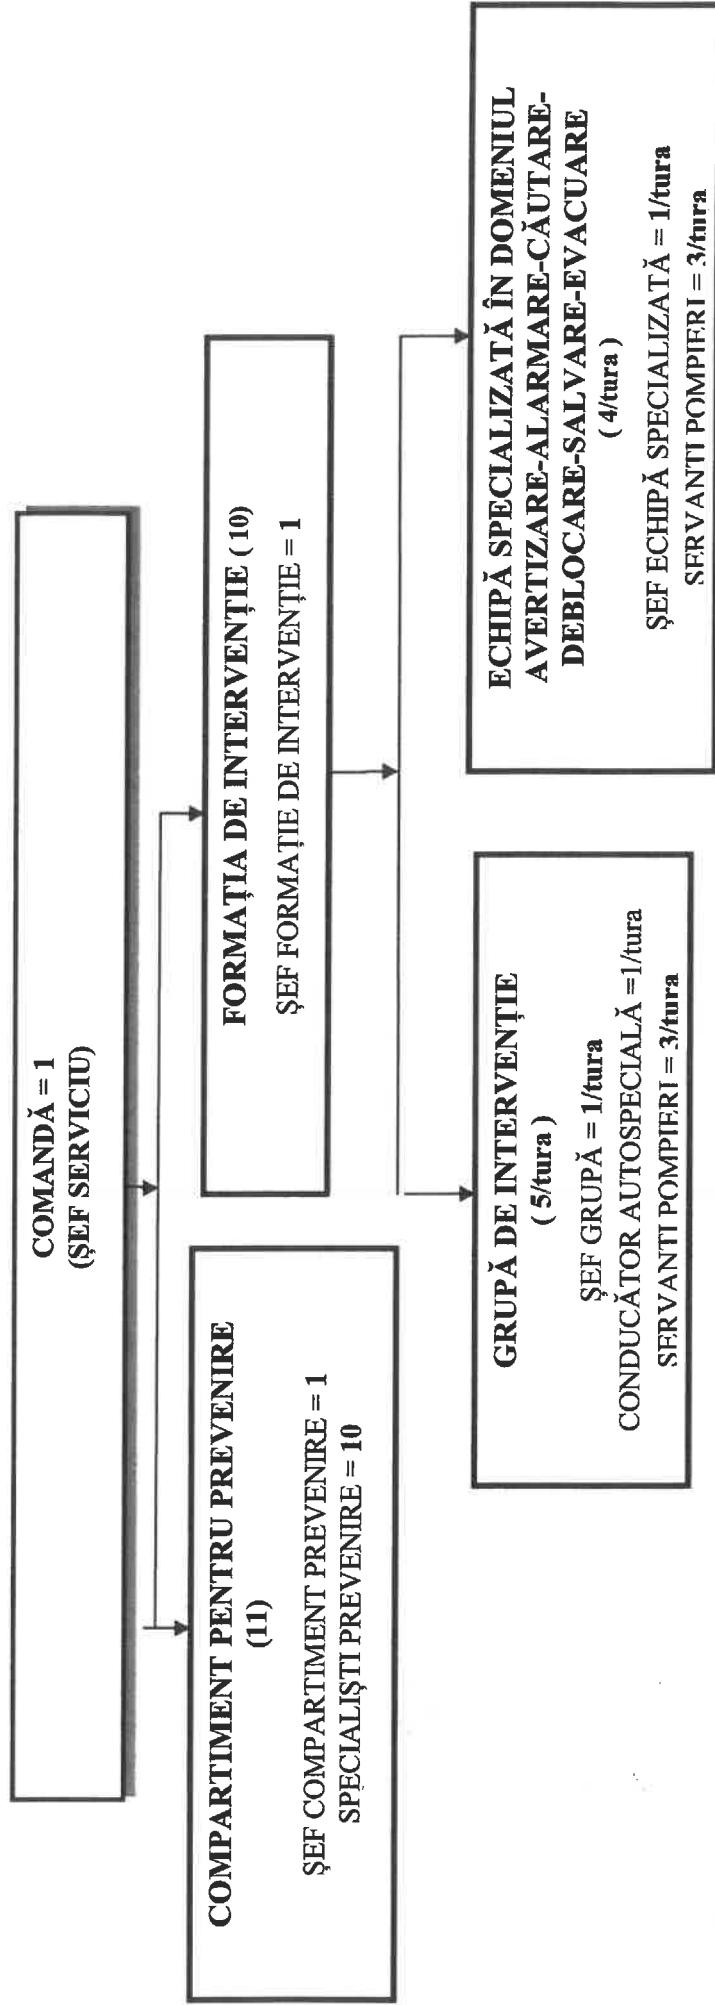 COMANDĂ = 1
(ŞEF SERVICIU)
COMPARTIMENT PENTRU PREVENIRE
(11)
ŞEF COMPARTIMENT PREVENIRE = 1
SPECIALIŞTI PREVENIRE = 10
FORMAŢIA DE INTERVENŢIE ( 10)
ŞEF FORMAŢIE DE INTERVENŢIE = 1
GRUPĂ DE INTERVENŢIE
( 5/tura )
ŞEF GRUPĂ = 1/tura
CONDUCĂTOR AUTOSPECIALĂ =1/tura
SERVANTI POMPIERI = 3/tura
ECHIPĂ SPECIALIZATĂ ÎN DOMENIUL
AVERTIZARE-ALARMARE-CĂUTARE-
DEBLOCARE-SALVARE-EVACUARE
( 4/tura )
ŞEF ECHIPĂ SPECIALIZATĂ = 1/tura
SERVANTI POMPIERI = 3/tura